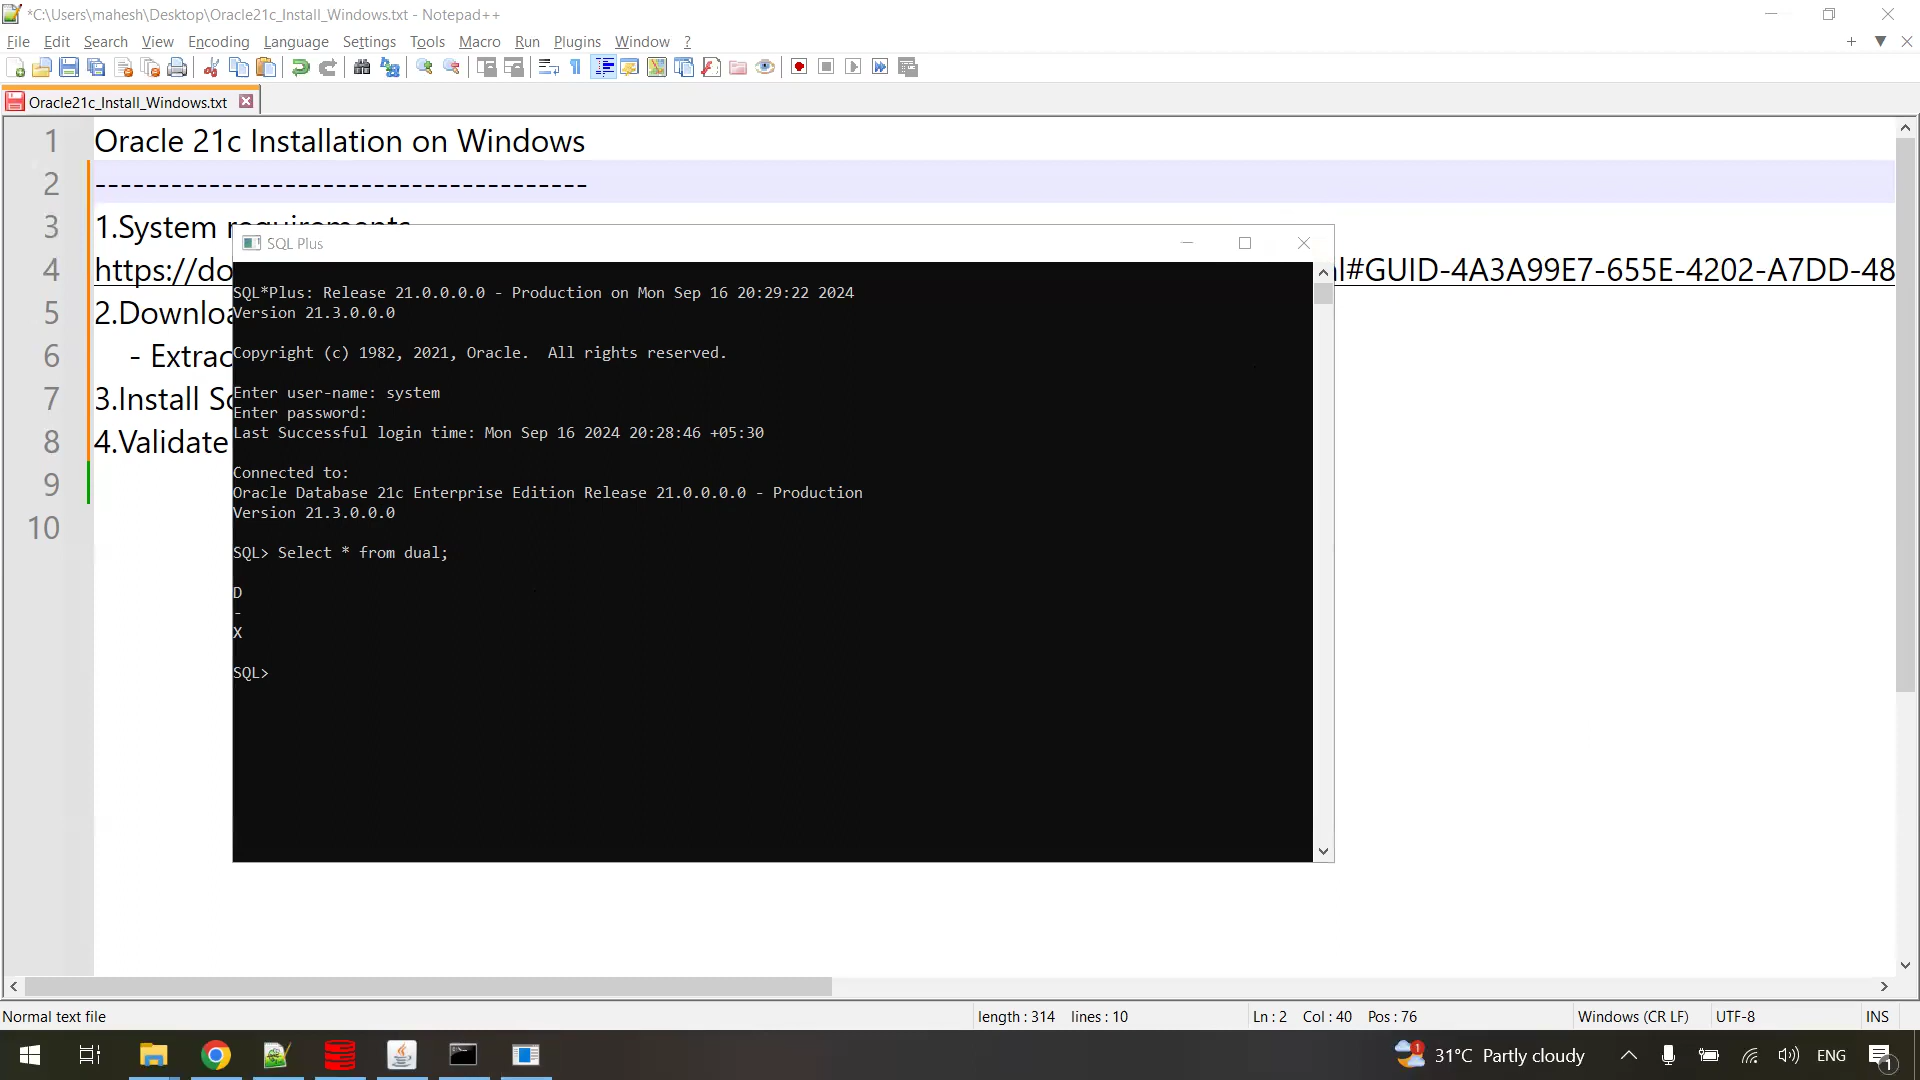 *C:\Users\mahesh\Desktop\Oracle21c_Install_Windows.txt - Notepad++
File Edit Search View Encoding Language Settings Tools Macro Run Plugins Window ?
Oracle21c_Install_Windows.txt
1 Oracle 21c Installation on Windows
2 ---------------------------------------
3 1.System requirements
4 https://do
l#GUID-4A3A99E7-655E-4202-A7DD-48
5 2.Downloa
6 - Extrac
7 3.Install So
8 4.Validate
9
10
SQL Plus
SQL*Plus: Release 21.0.0.0.0 - Production on Mon Sep 16 20:29:22 2024
Version 21.3.0.0.0
Copyright (c) 1982, 2021, Oracle.  All rights reserved.
Enter user-name: system
Enter password:
Last Successful login time: Mon Sep 16 2024 20:28:46 +05:30
Connected to:
Oracle Database 21c Enterprise Edition Release 21.0.0.0.0 - Production
Version 21.3.0.0.0
SQL> Select * from dual;
D
-
X
SQL>
Normal text file length : 314 lines : 10 Ln : 2 Col : 40 Pos : 76 Windows (CR LF) UTF-8 INS
1 31°C Partly cloudy ENG 1